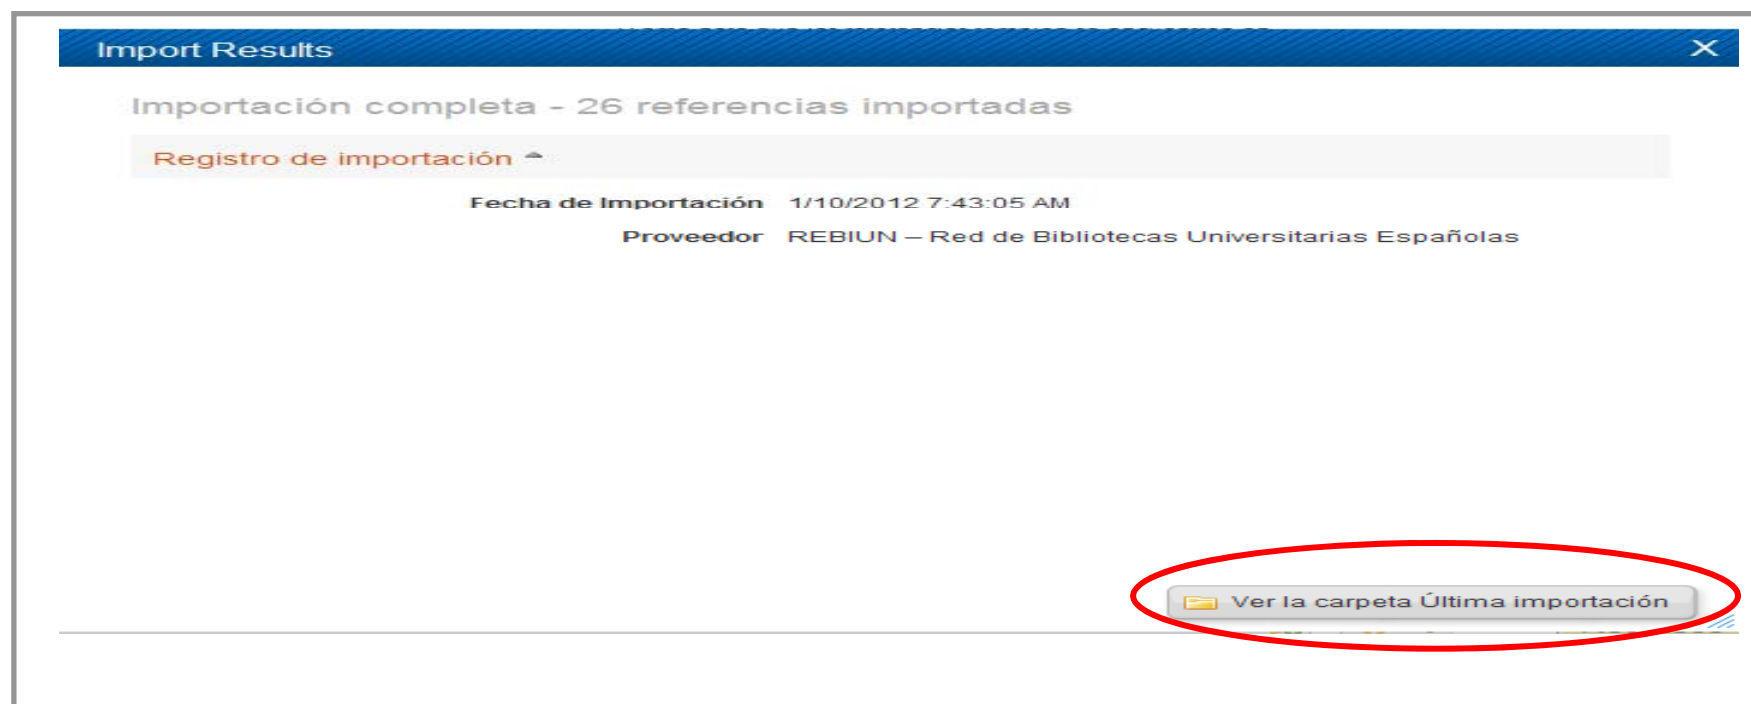 Import Results
X
Importación completa - 26 referencias importadas
Registro de importación
Fecha de Importación 1/10/2012 7:43:05 AM
Proveedor REBIUN – Red de Bibliotecas Universitarias Españolas
Ver la carpeta Última importación